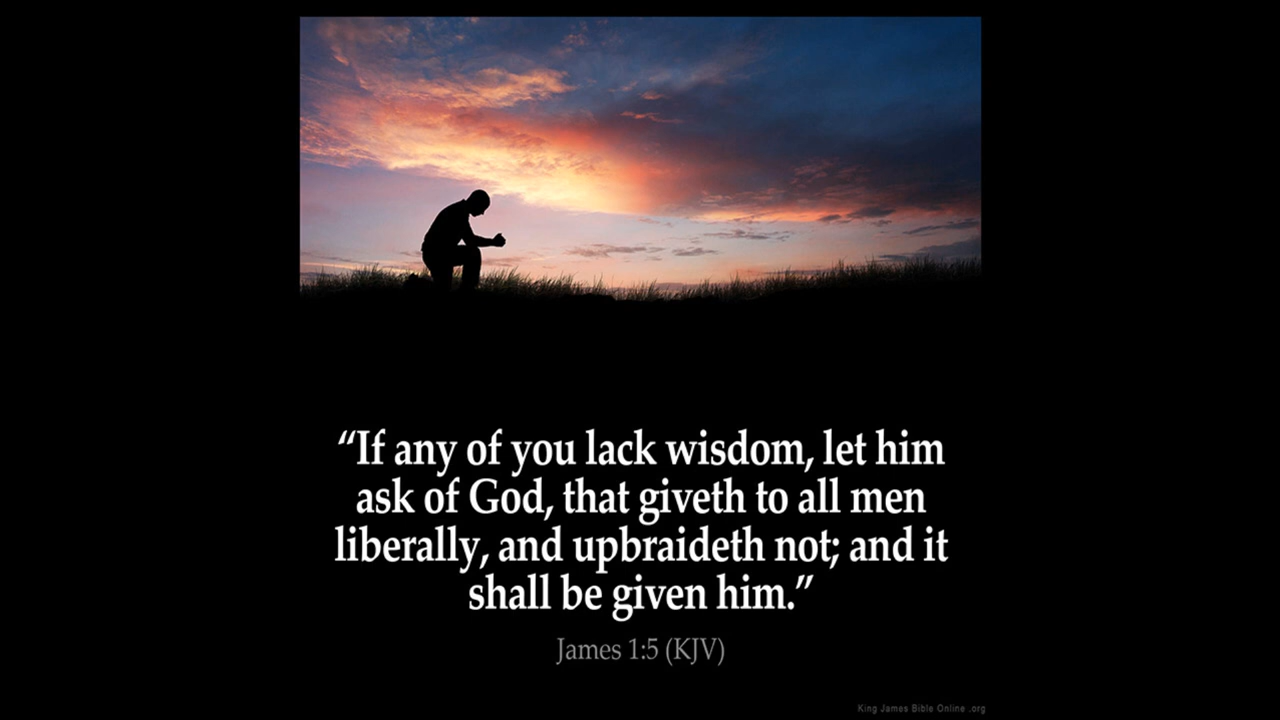 “If any of you lack wisdom, let him
ask of God, that giveth to all men
liberally, and upbraideth not; and it
shall be given him.”
James 1:5 (KJV)
King James Bible Online .org